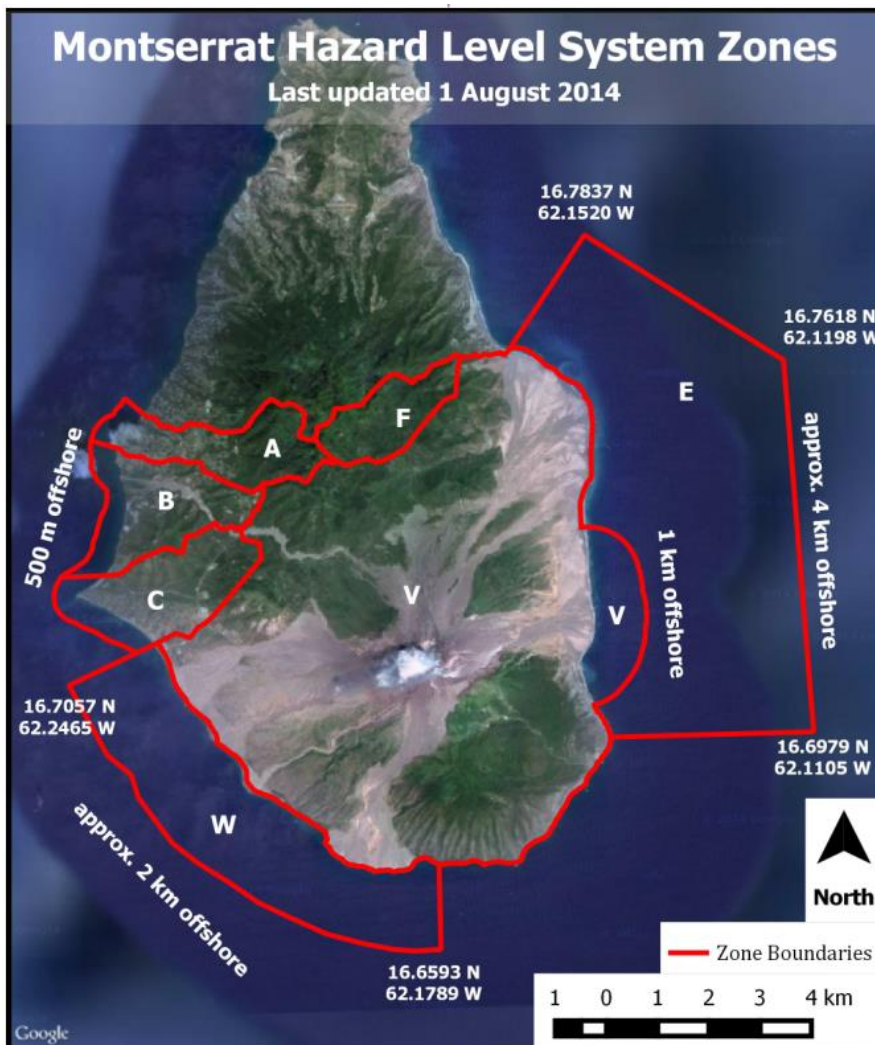 Montserrat Hazard Level System Zones
Last updated 1 August 2014
16.7837 N
62.1520 W
16.7618 N
62.1198 W
E
F
A
B
500 m offshore
C
V
V
1 km offshore
approx. 4 km offshore
16.7057 N
62.2465 W
16.6979 N
62.1105 W
W
approx. 2 km offshore
North
Zone Boundaries
16.6593 N
62.1789 W
1 0 1 2 3 4 km
Google